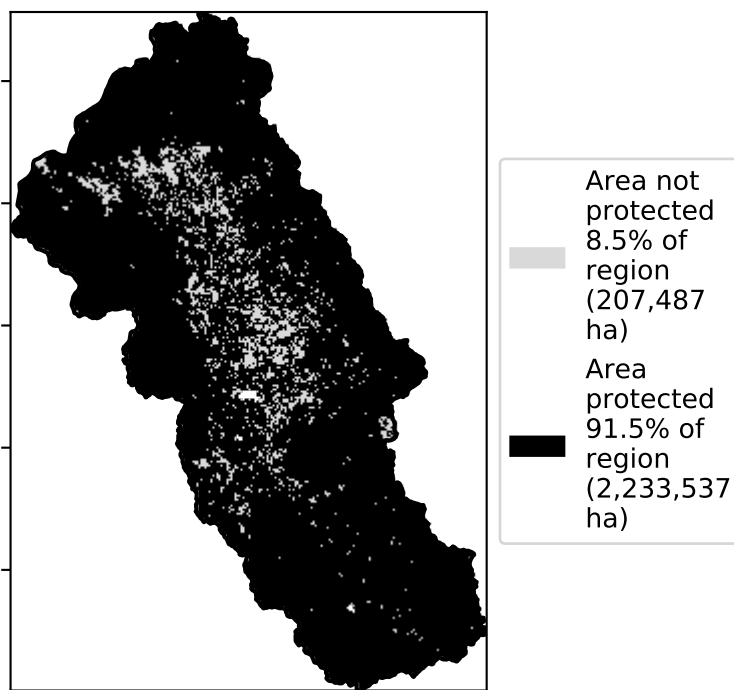 Area not
protected
8.5% of
region
(207,487
ha)
Area
protected
91.5% of
region
(2,233,537
ha)